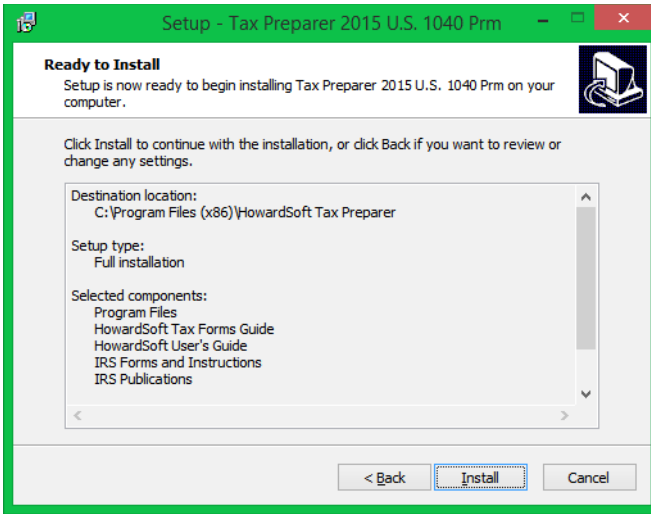 Setup - Tax Preparer 2015 U.S. 1040 Prm
Ready to Install
Setup is now ready to begin installing Tax Preparer 2015 U.S. 1040 Prm on your
computer.
Click Install to continue with the installation, or click Back if you want to review or
change any settings.
Destination location:
C:\Program Files (x86)\HowardSoft Tax Preparer
Setup type:
Full installation
Selected components:
Program Files
HowardSoft Tax Forms Guide
HowardSoft User's Guide
IRS Forms and Instructions
IRS Publications
< Back Install Cancel